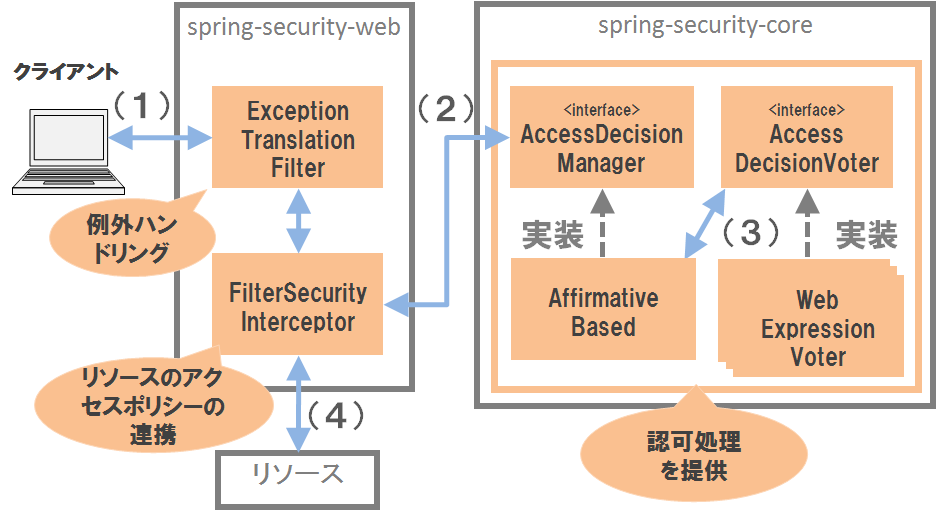 spring-security-web
spring-security-core
クライアント
（1）
Exception
Translation
Filter
（2）
<interface>
AccessDecision
Manager
<interface>
Access
DecisionVoter
例外ハン
ドリング
実装
（3）
実装
FilterSecurity
Interceptor
Affirmative
Based
Web
Expression
Voter
リソースのアク
セスポリシーの
連携
（4）
認可処理
を提供
リソース